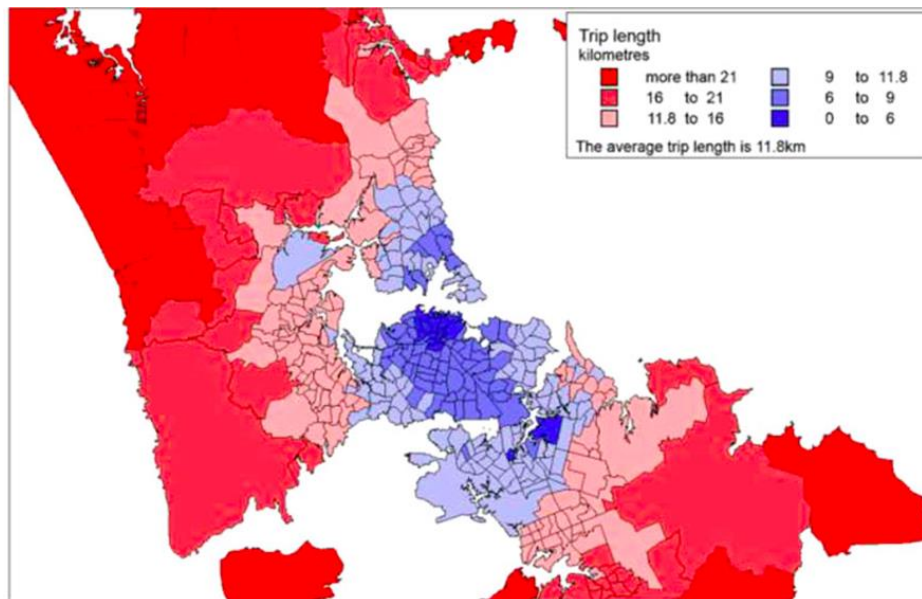 Trip length
kilometres
more than 21
16 to 21
11.8 to 16
9 to 11.8
6 to 9
0 to 6
The average trip length is 11.8km